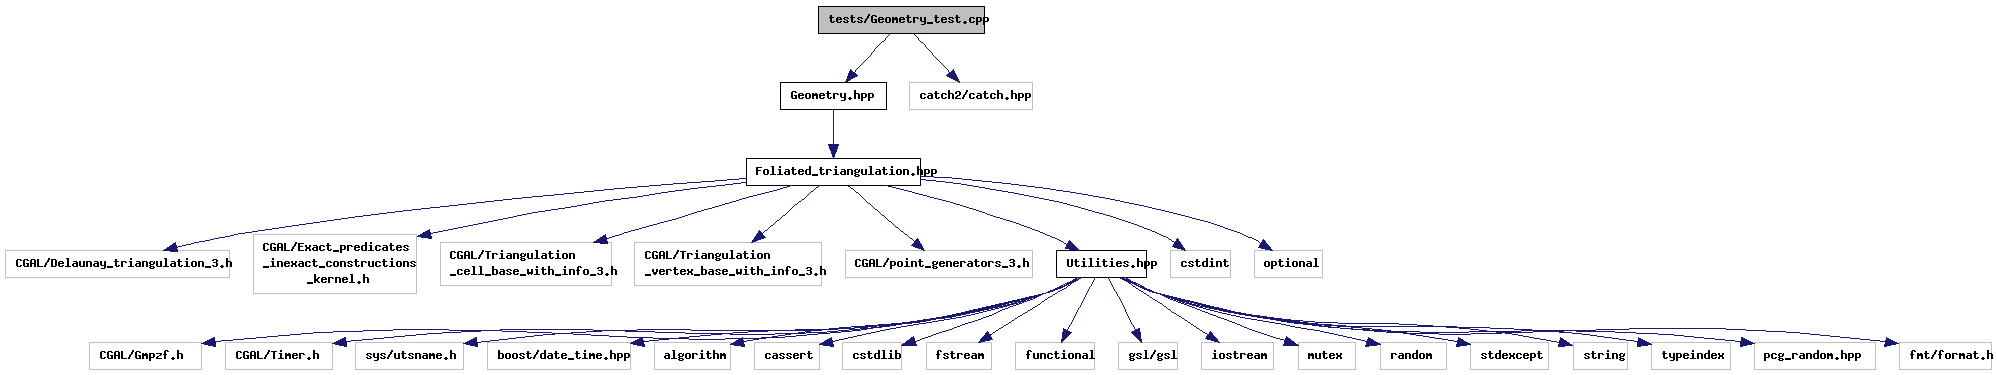 tests/Geometry_test.cpp
Geometry.hpp
catch2/catch.hpp
Foliated_triangulation.hpp
CGAL/Delaunay_triangulation_3.h
CGAL/Exact_predicates
_inexact_constructions
_kernel.h
CGAL/Triangulation
_cell_base_with_info_3.h
CGAL/Triangulation
_vertex_base_with_info_3.h
CGAL/point_generators_3.h
Utilities.hpp
cstdint
optional
CGAL/Gmpzf.h
CGAL/Timer.h
sys/utsname.h
boost/date_time.hpp
algorithm
cassert
cstdlib
fstream
functional
gsl/gsl
iostream
mutex
random
stdexcept
string
typeindex
pcg_random.hpp
fmt/format.h